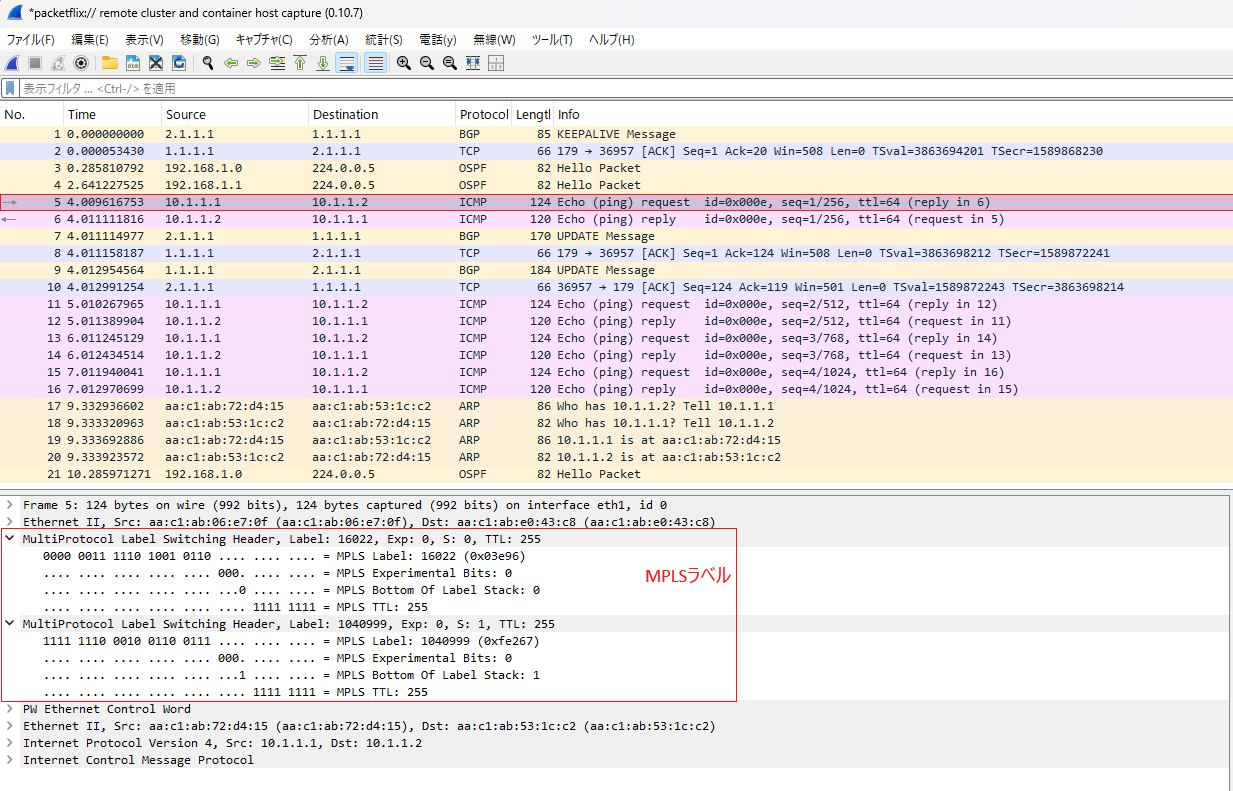 *packetflix:// remote cluster and container host capture (0.10.7)
ファイル(F) 編集(E) 表示(V) 移動(G) キャプチャ(C) 分析(A) 統計(S) 電話(y) 無線(W) ツール(T) ヘルプ(H)
表示フィルタ ... <Ctrl-/> を適用
No. Time Source Destination Protocol Lengtl Info
1 0.000000000 2.1.1.1 1.1.1.1 BGP 85 KEEPALIVE Message
2 0.000053430 1.1.1.1 2.1.1.1 TCP 66 179 → 36957 [ACK] Seq=1 Ack=20 Win=508 Len=0 TSval=3863694201 TSecr=1589868230
3 0.285810792 192.168.1.0 224.0.0.5 OSPF 82 Hello Packet
4 2.641227525 192.168.1.1 224.0.0.5 OSPF 82 Hello Packet
5 4.009616753 10.1.1.1 10.1.1.2 ICMP 124 Echo (ping) request id=0x000e, seq=1/256, ttl=64 (reply in 6)
6 4.011111816 10.1.1.2 10.1.1.1 ICMP 120 Echo (ping) reply id=0x000e, seq=1/256, ttl=64 (request in 5)
7 4.011114977 2.1.1.1 1.1.1.1 BGP 170 UPDATE Message
8 4.011158187 1.1.1.1 2.1.1.1 TCP 66 179 → 36957 [ACK] Seq=1 Ack=124 Win=508 Len=0 TSval=3863698212 TSecr=1589872241
9 4.012954564 1.1.1.1 2.1.1.1 BGP 184 UPDATE Message
10 4.012991254 2.1.1.1 1.1.1.1 TCP 66 36957 → 179 [ACK] Seq=124 Ack=119 Win=501 Len=0 TSval=1589872243 TSecr=3863698214
11 5.010267965 10.1.1.1 10.1.1.2 ICMP 124 Echo (ping) request id=0x000e, seq=2/512, ttl=64 (reply in 12)
12 5.011389904 10.1.1.2 10.1.1.1 ICMP 120 Echo (ping) reply id=0x000e, seq=2/512, ttl=64 (request in 11)
13 6.011245129 10.1.1.1 10.1.1.2 ICMP 124 Echo (ping) request id=0x000e, seq=3/768, ttl=64 (reply in 14)
14 6.012434514 10.1.1.2 10.1.1.1 ICMP 120 Echo (ping) reply id=0x000e, seq=3/768, ttl=64 (request in 13)
15 7.011940041 10.1.1.1 10.1.1.2 ICMP 124 Echo (ping) request id=0x000e, seq=4/1024, ttl=64 (reply in 16)
16 7.012970699 10.1.1.2 10.1.1.1 ICMP 120 Echo (ping) reply id=0x000e, seq=4/1024, ttl=64 (request in 15)
17 9.332936602 aa:c1:ab:72:d4:15 aa:c1:ab:53:1c:c2 ARP 86 Who has 10.1.1.2? Tell 10.1.1.1
18 9.333320963 aa:c1:ab:53:1c:c2 aa:c1:ab:72:d4:15 ARP 82 Who has 10.1.1.1? Tell 10.1.1.2
19 9.333692886 aa:c1:ab:72:d4:15 aa:c1:ab:53:1c:c2 ARP 86 10.1.1.1 is at aa:c1:ab:72:d4:15
20 9.333923572 aa:c1:ab:53:1c:c2 aa:c1:ab:72:d4:15 ARP 82 10.1.1.2 is at aa:c1:ab:53:1c:c2
21 10.285971271 192.168.1.0 224.0.0.5 OSPF 82 Hello Packet
Frame 5: 124 bytes on wire (992 bits), 124 bytes captured (992 bits) on interface eth1, id 0
Ethernet II, Src: aa:c1:ab:06:e7:0f (aa:c1:ab:06:e7:0f), Dst: aa:c1:ab:e0:43:c8 (aa:c1:ab:e0:43:c8)
MultiProtocol Label Switching Header, Label: 16022, Exp: 0, S: 0, TTL: 255
0000 0011 1110 1001 0110 .... .... .... = MPLS Label: 16022 (0x03e96)
.... .... .... .... .... 000. .... .... = MPLS Experimental Bits: 0
MPLSラベル
.... .... .... .... .... ...0 .... .... = MPLS Bottom Of Label Stack: 0
.... .... .... .... .... .... 1111 1111 = MPLS TTL: 255
MultiProtocol Label Switching Header, Label: 1040999, Exp: 0, S: 1, TTL: 255
1111 1110 0010 0110 0111 .... .... .... = MPLS Label: 1040999 (0xfe267)
.... .... .... .... .... 000. .... .... = MPLS Experimental Bits: 0
.... .... .... .... .... ...1 .... .... = MPLS Bottom Of Label Stack: 1
.... .... .... .... .... .... 1111 1111 = MPLS TTL: 255
PW Ethernet Control Word
Ethernet II, Src: aa:c1:ab:72:d4:15 (aa:c1:ab:72:d4:15), Dst: aa:c1:ab:53:1c:c2 (aa:c1:ab:53:1c:c2)
Internet Protocol Version 4, Src: 10.1.1.1, Dst: 10.1.1.2
Internet Control Message Protocol